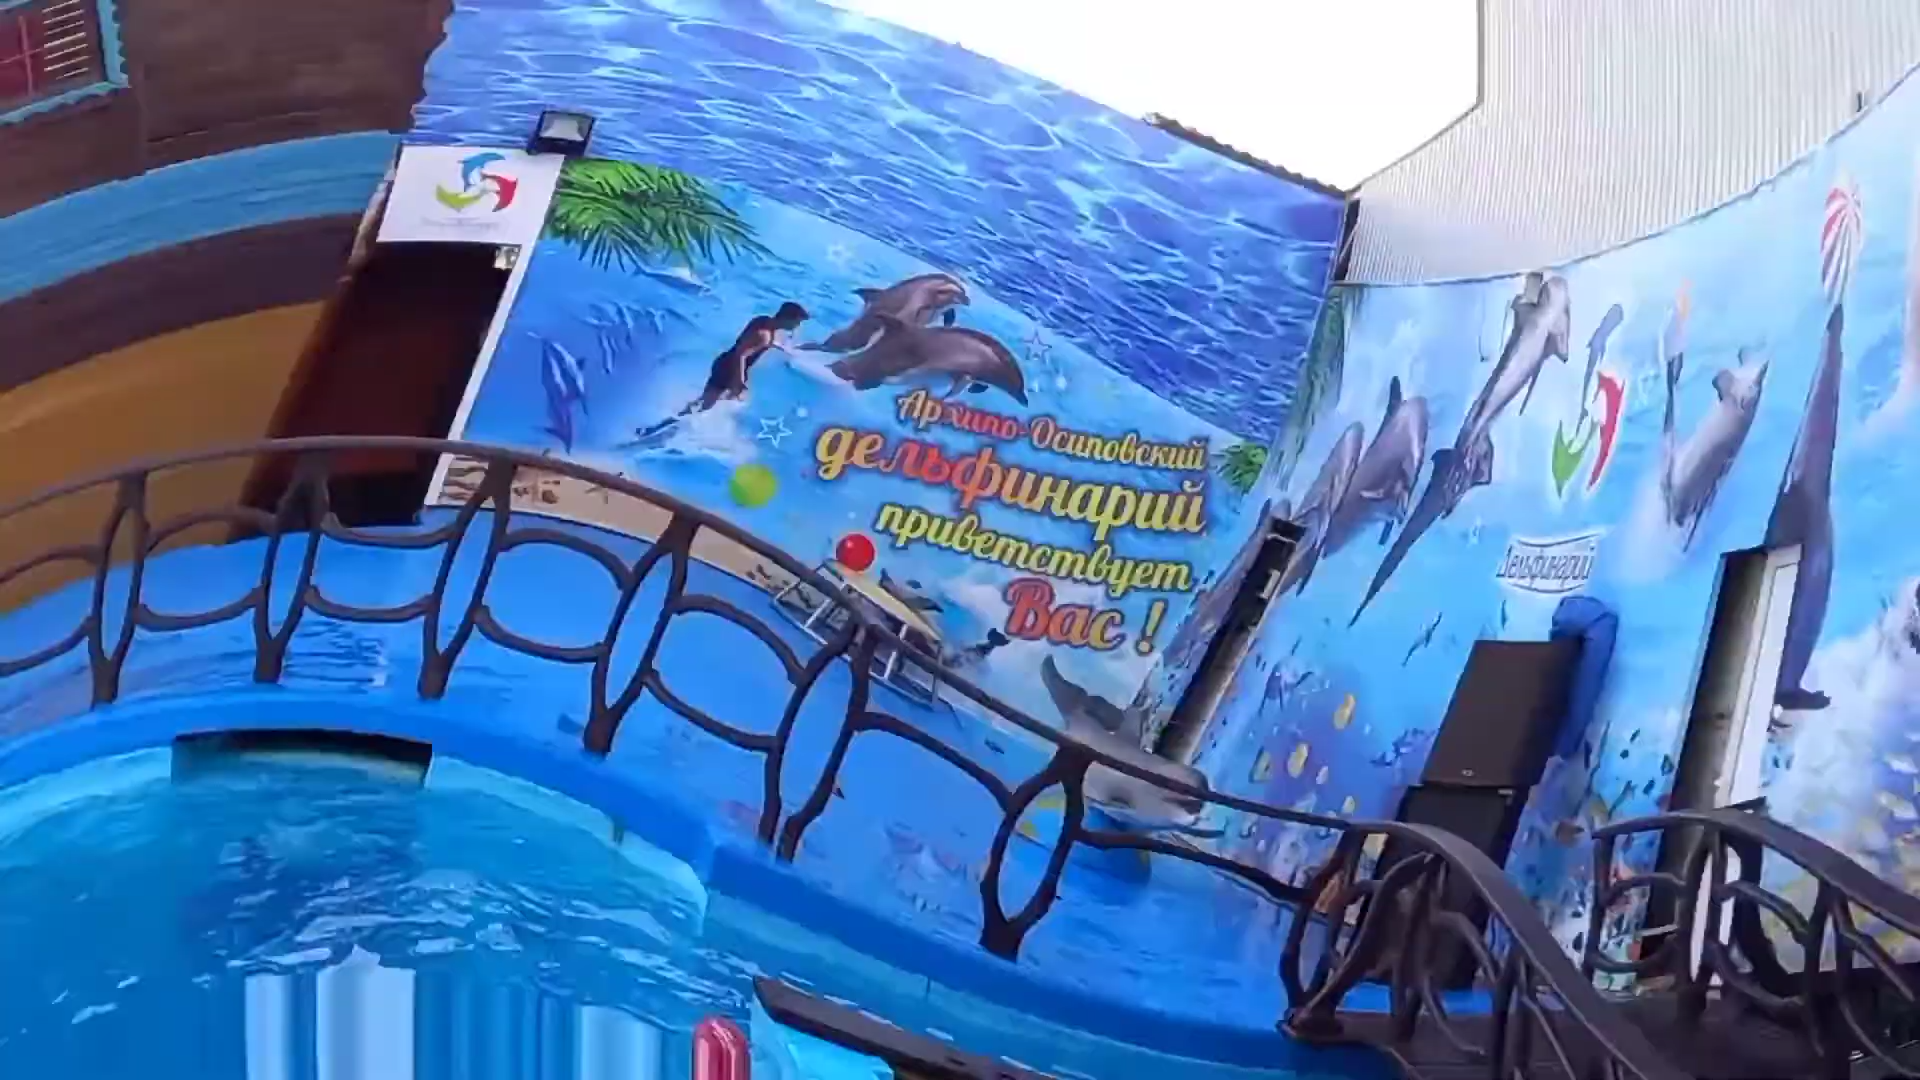 Архипо-Осиповский
дельфинарий
приветствует
Вас !
Дельфинарий